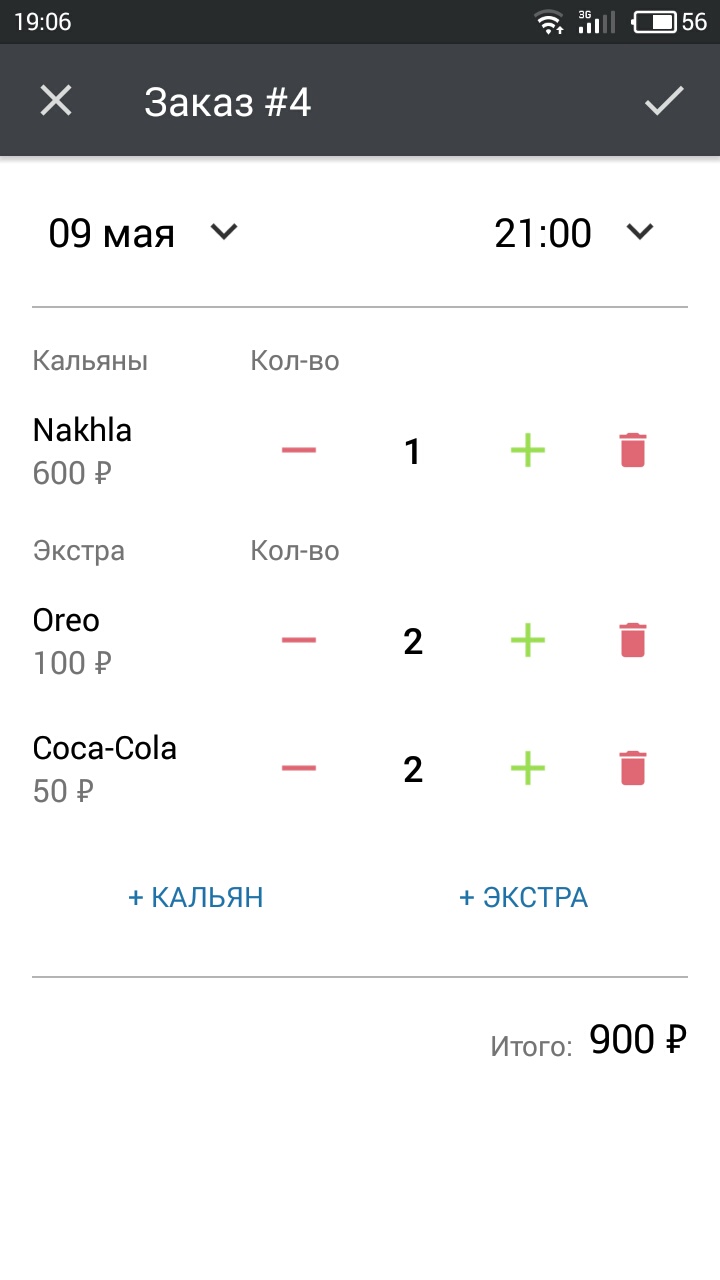 19:06 3G 56
Заказ #4
09 мая 21:00
Кальяны Кол-во
Nakhla
600 ₽
1
Экстра Кол-во
Oreo
100 ₽
2
Coca-Cola
50 ₽
2
+ КАЛЬЯН + ЭКСТРА
Итого: 900 ₽